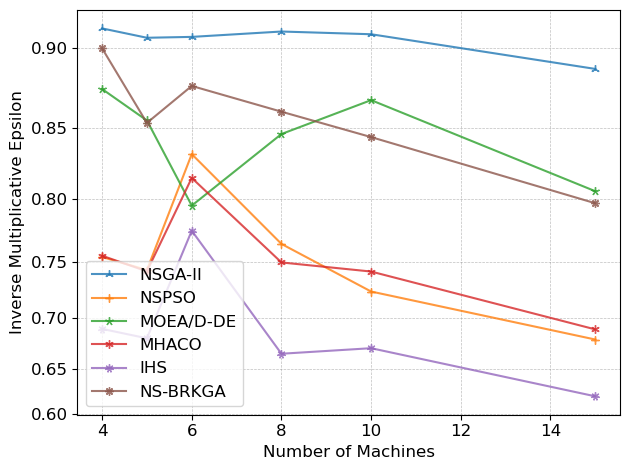 Inverse Multiplicative Epsilon
0.90
0.85
0.80
0.75
0.70
0.65
0.60
NSGA-II
NSPSO
MOEA/D-DE
MHACO
IHS
NS-BRKGA
4 6 8 10 12 14
Number of Machines